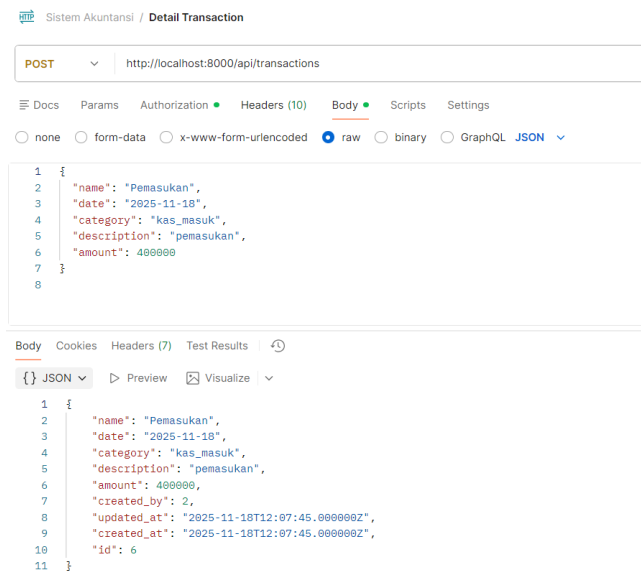 HTTP Sistem Akuntansi / Detail Transaction
POST http://localhost:8000/api/transactions
Docs Params Authorization Headers (10) Body Scripts Settings
none form-data x-www-form-urlencoded raw binary GraphQL JSON
1 {
2 "name": "Pemasukan",
3 "date": "2025-11-18",
4 "category": "kas_masuk",
5 "description": "pemasukan",
6 "amount": 400000
7 }
8
Body Cookies Headers (7) Test Results
{} JSON Preview Visualize
1 {
2 "name": "Pemasukan",
3 "date": "2025-11-18",
4 "category": "kas_masuk",
5 "description": "pemasukan",
6 "amount": 400000,
7 "created_by": 2,
8 "updated_at": "2025-11-18T12:07:45.000000Z",
9 "created_at": "2025-11-18T12:07:45.000000Z",
10 "id": 6
11 }